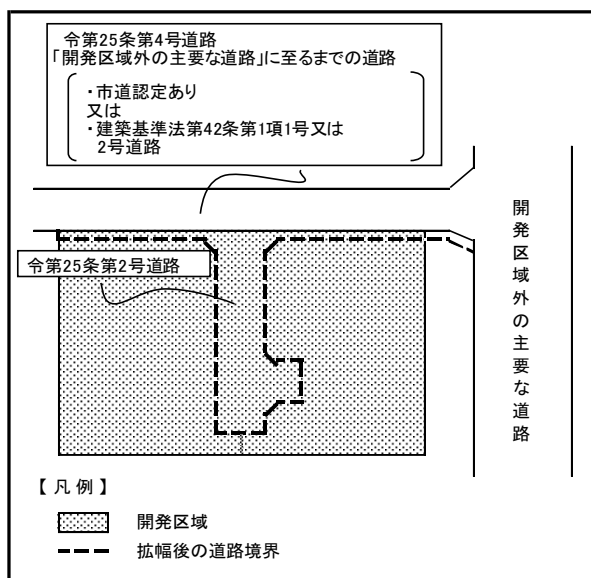 令第25条第4号道路
「開発区域外の主要な道路」に至るまでの道路
・市道認定あり
又は
・建築基準法第42条第1項1号又は
2号道路
令第25条第2号道路
開発区域外の主要な道路
【凡例】
開発区域
拡幅後の道路境界